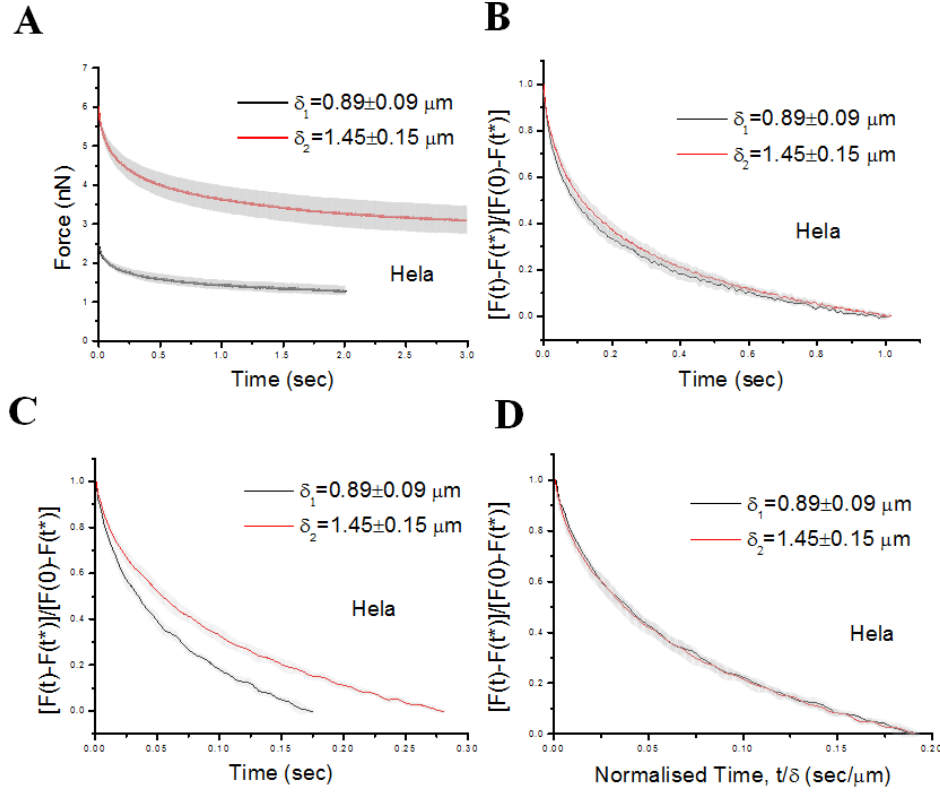 A
7
6
5
4
3
2
1
0
0.0
0.5
1.0
1.5
2.0
2.5
3.0
Force (nN)
Time (sec)
δ1=0.89±0.09 μm
δ2=1.45±0.15 μm
Hela
B
1.0
0.8
0.6
0.4
0.2
0.0
0.0
0.2
0.4
0.6
0.8
1.0
[F(t)-F(t*)]/[F(0)-F(t*)]
Time (sec)
δ1=0.89±0.09 μm
δ2=1.45±0.15 μm
Hela
C
1.0
0.8
0.6
0.4
0.2
0.0
0.00
0.05
0.10
0.15
0.20
0.25
0.30
[F(t)-F(t*)]/[F(0)-F(t*)]
Time (sec)
δ1=0.89±0.09 μm
δ2=1.45±0.15 μm
Hela
D
1.0
0.8
0.6
0.4
0.2
0.0
0.00
0.05
0.10
0.15
0.20
[F(t)-F(t*)]/[F(0)-F(t*)]
Normalised Time, t/δ (sec/μm)
δ1=0.89±0.09 μm
δ2=1.45±0.15 μm
Hela